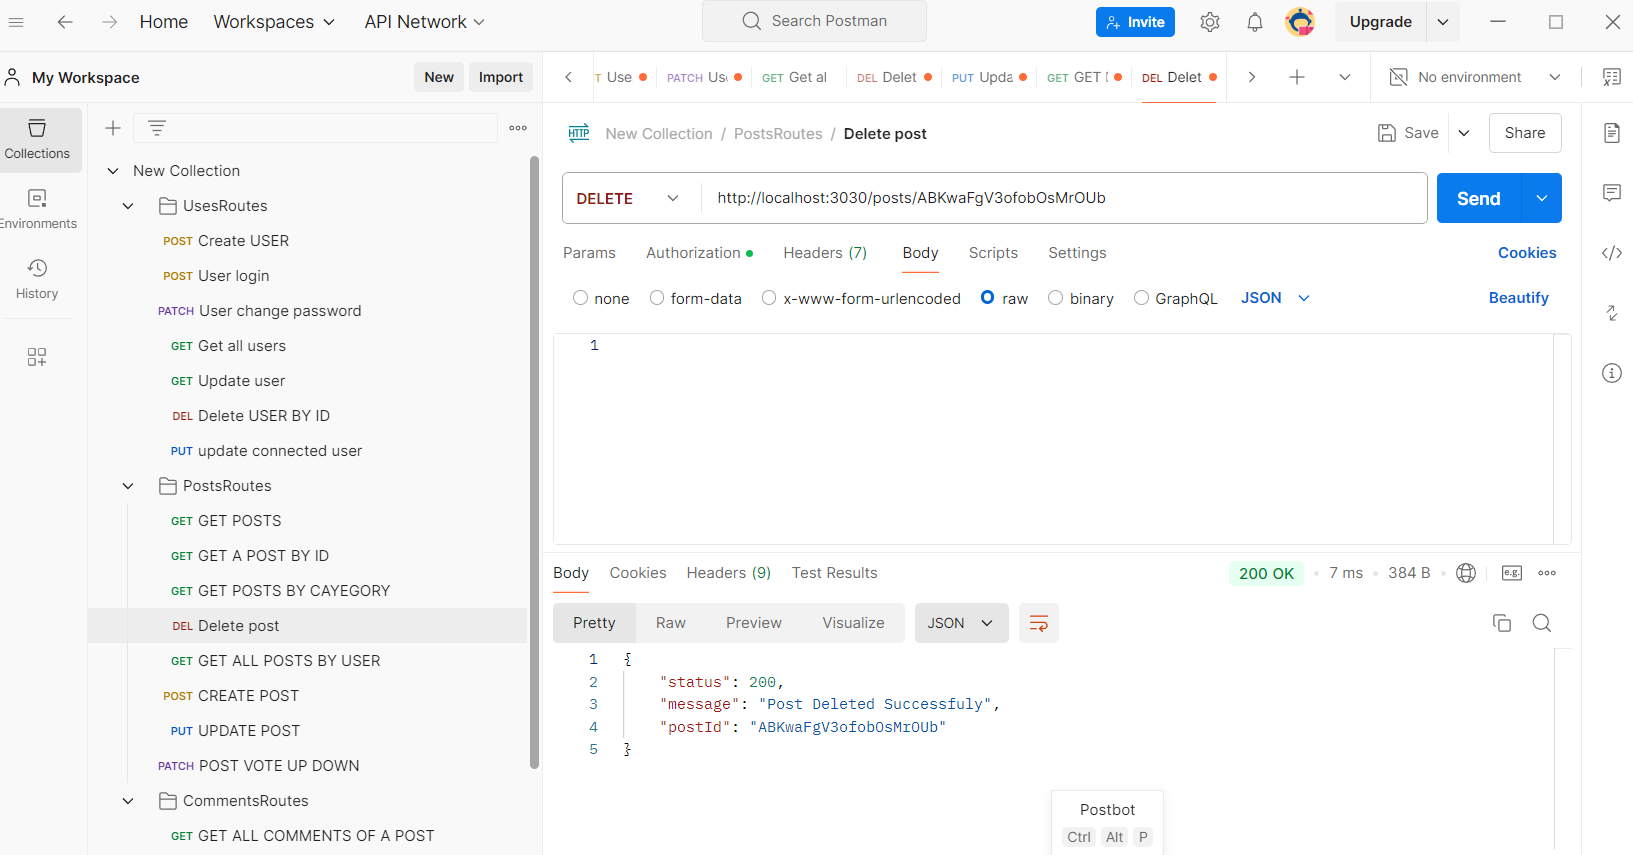 Home Workspaces API Network Search Postman Invite Upgrade
My Workspace New Import
T Use PATCH Us GET Get al DEL Delet PUT Upda GET GET DEL Delet No environment
Collections
Environments
History
New Collection
UsesRoutes
POST Create USER
POST User login
PATCH User change password
GET Get all users
GET Update user
DEL Delete USER BY ID
PUT update connected user
PostsRoutes
GET GET POSTS
GET GET A POST BY ID
GET GET POSTS BY CAYEGORY
DEL Delete post
GET GET ALL POSTS BY USER
POST CREATE POST
PUT UPDATE POST
PATCH POST VOTE UP DOWN
CommentsRoutes
GET GET ALL COMMENTS OF A POST
HTTP New Collection / PostsRoutes / Delete post Save Share
DELETE http://localhost:3030/posts/ABKwaFgV3ofobOsMrOUb Send
Params Authorization Headers (7) Body Scripts Settings Cookies
none form-data x-www-form-urlencoded raw binary GraphQL JSON Beautify
1
Body Cookies Headers (9) Test Results 200 OK 7 ms 384 B e.g.
Pretty Raw Preview Visualize JSON
1 {
2 "status": 200,
3 "message": "Post Deleted Successfuly",
4 "postId": "ABKwaFgV3ofobOsMrOUb"
5 }
Postbot
Ctrl Alt P